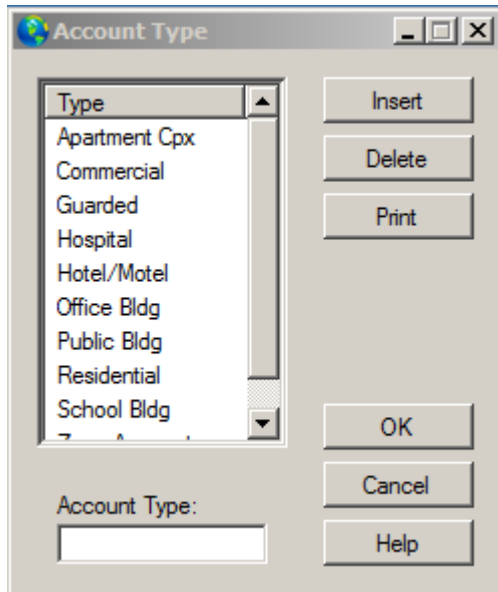 Account Type
Type
Apartment Cpx
Commercial
Guarded
Hospital
Hotel/Motel
Office Bldg
Public Bldg
Residential
School Bldg
Insert
Delete
Print
OK
Cancel
Help
Account Type: